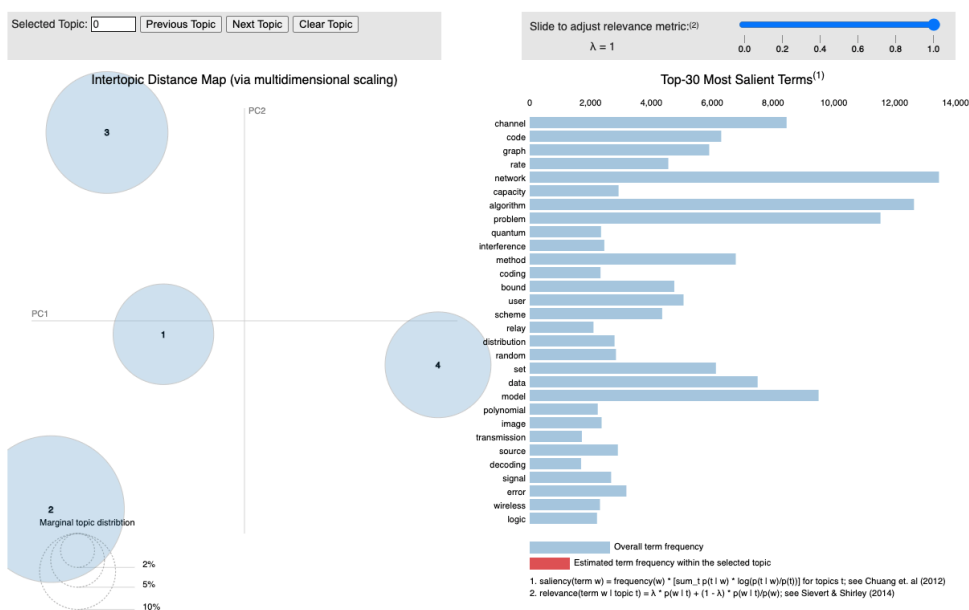 Selected Topic: 0 Previous Topic Next Topic Clear Topic
Slide to adjust relevance metric:(2)
λ = 1
0.0 0.2 0.4 0.6 0.8 1.0
Intertopic Distance Map (via multidimensional scaling)
PC2
PC1
3
1
4
2
Marginal topic distribtion
2%
5%
10%
Top-30 Most Salient Terms(1)
0 2,000 4,000 6,000 8,000 10,000 12,000 14,000
channel
code
graph
rate
network
capacity
algorithm
problem
quantum
interference
method
coding
bound
user
scheme
relay
distribution
random
set
data
model
polynomial
image
transmission
source
decoding
signal
error
wireless
logic
Overall term frequency
Estimated term frequency within the selected topic
1. saliency(term w) = frequency(w) * [sum_t p(t | w) * log(p(t | w)/p(t))] for topics t; see Chuang et. al (2012)
2. relevance(term w | topic t) = λ * p(w | t) + (1 - λ) * p(w | t)/p(w); see Sievert & Shirley (2014)